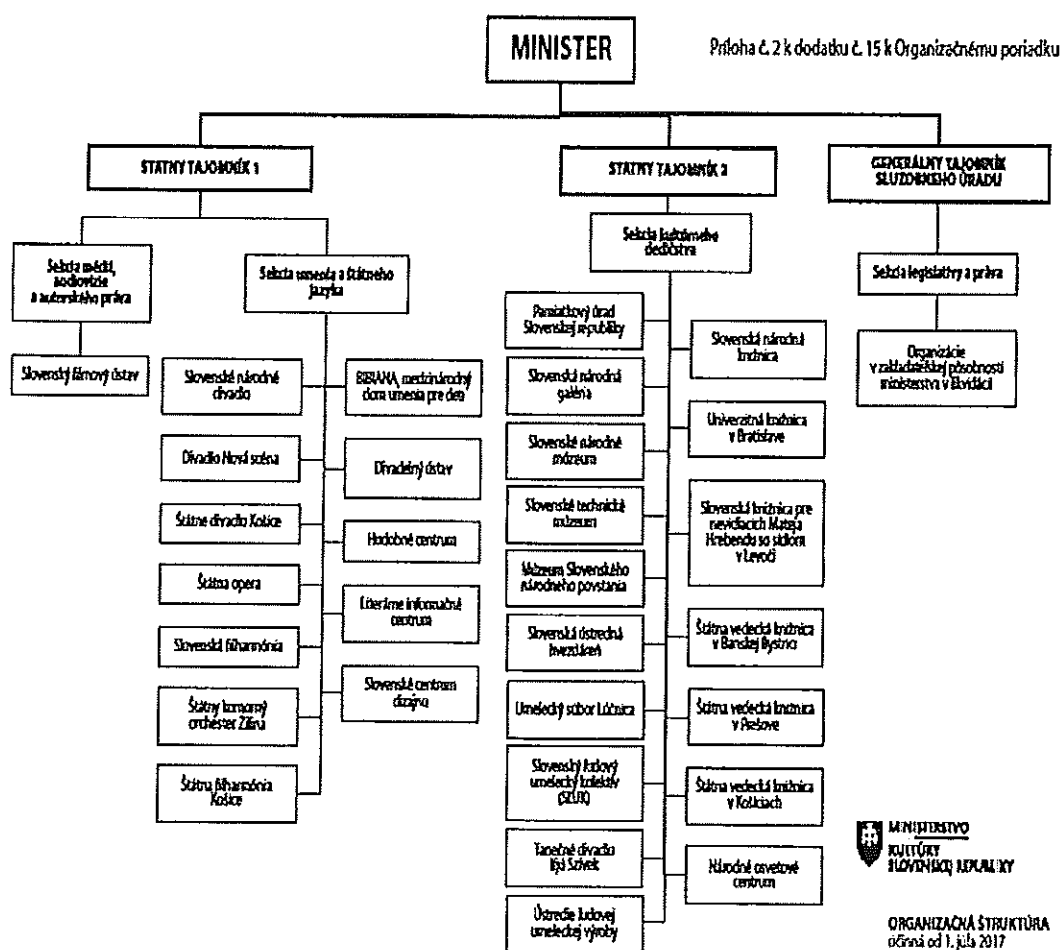 MINISTER
Príloha č. 2 k dodatku č. 15 k Organizačnému poriadku
ŠTÁTNY TAJOMNÍK 1
ŠTÁTNY TAJOMNÍK 2
GENERÁLNY TAJOMNÍK
SLUŽOBNÉHO ÚRADU
Sekcia médií,
audiovízie
a autorského práva
Slovenský filmový ústav
Sekcia umenia a štátneho
jazyka
Slovenské národné
divadlo
Divadlo Nová scéna
Štátne divadlo Košice
Štátna opera
Slovenská filharmónia
Štátny komorný
orchester Žilina
Štátna filharmónia
Košice
BIBIANA, medzinárodný
dom umenia pre deti
Divadelný ústav
Hudobné centrum
Literárne informačné
centrum
Slovenské centrum
dizajnu
Sekcia kultúrneho
dedičstva
Pamiatkový úrad
Slovenskej republiky
Slovenská národná
galéria
Slovenské národné
múzeum
Slovenské technické
múzeum
Múzeum Slovenského
národného povstania
Slovenská ústredná
hvezdáreň
Umelecký súbor Lúčnica
Slovenský ľudový
umelecký kolektív
(SĽUK)
Tanečné divadlo
Ifjú Szivek
Ústredie ľudovej
umeleckej výroby
Slovenská národná
knižnica
Univerzitná knižnica
v Bratislave
Slovenská knižnica pre
nevidiacich Mateja
Hrebendu so sídlom
v Levoči
Štátna vedecká knižnica
v Banskej Bystrici
Štátna vedecká knižnica
v Prešove
Štátna vedecká knižnica
v Košiciach
Národné osvetové
centrum
Sekcia legislatívy a práva
Organizácie
v zakladateľskej pôsobnosti
ministerstva v likvidácii
MINISTERSTVO
KULTÚRY
SLOVENSKEJ REPUBLIKY
ORGANIZAČNÁ ŠTRUKTÚRA
účinná od 1. júla 2017